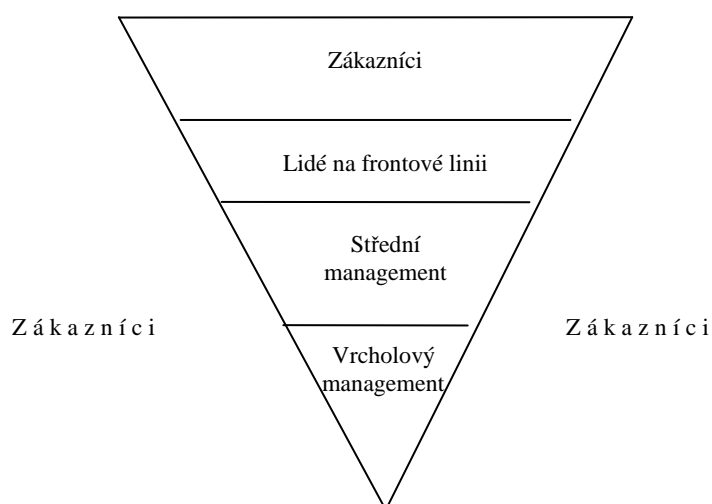 Zákazníci
Lidé na frontové linii
Střední
management
Z á k a z n í c i
Z á k a z n í c i
Vrcholový
management